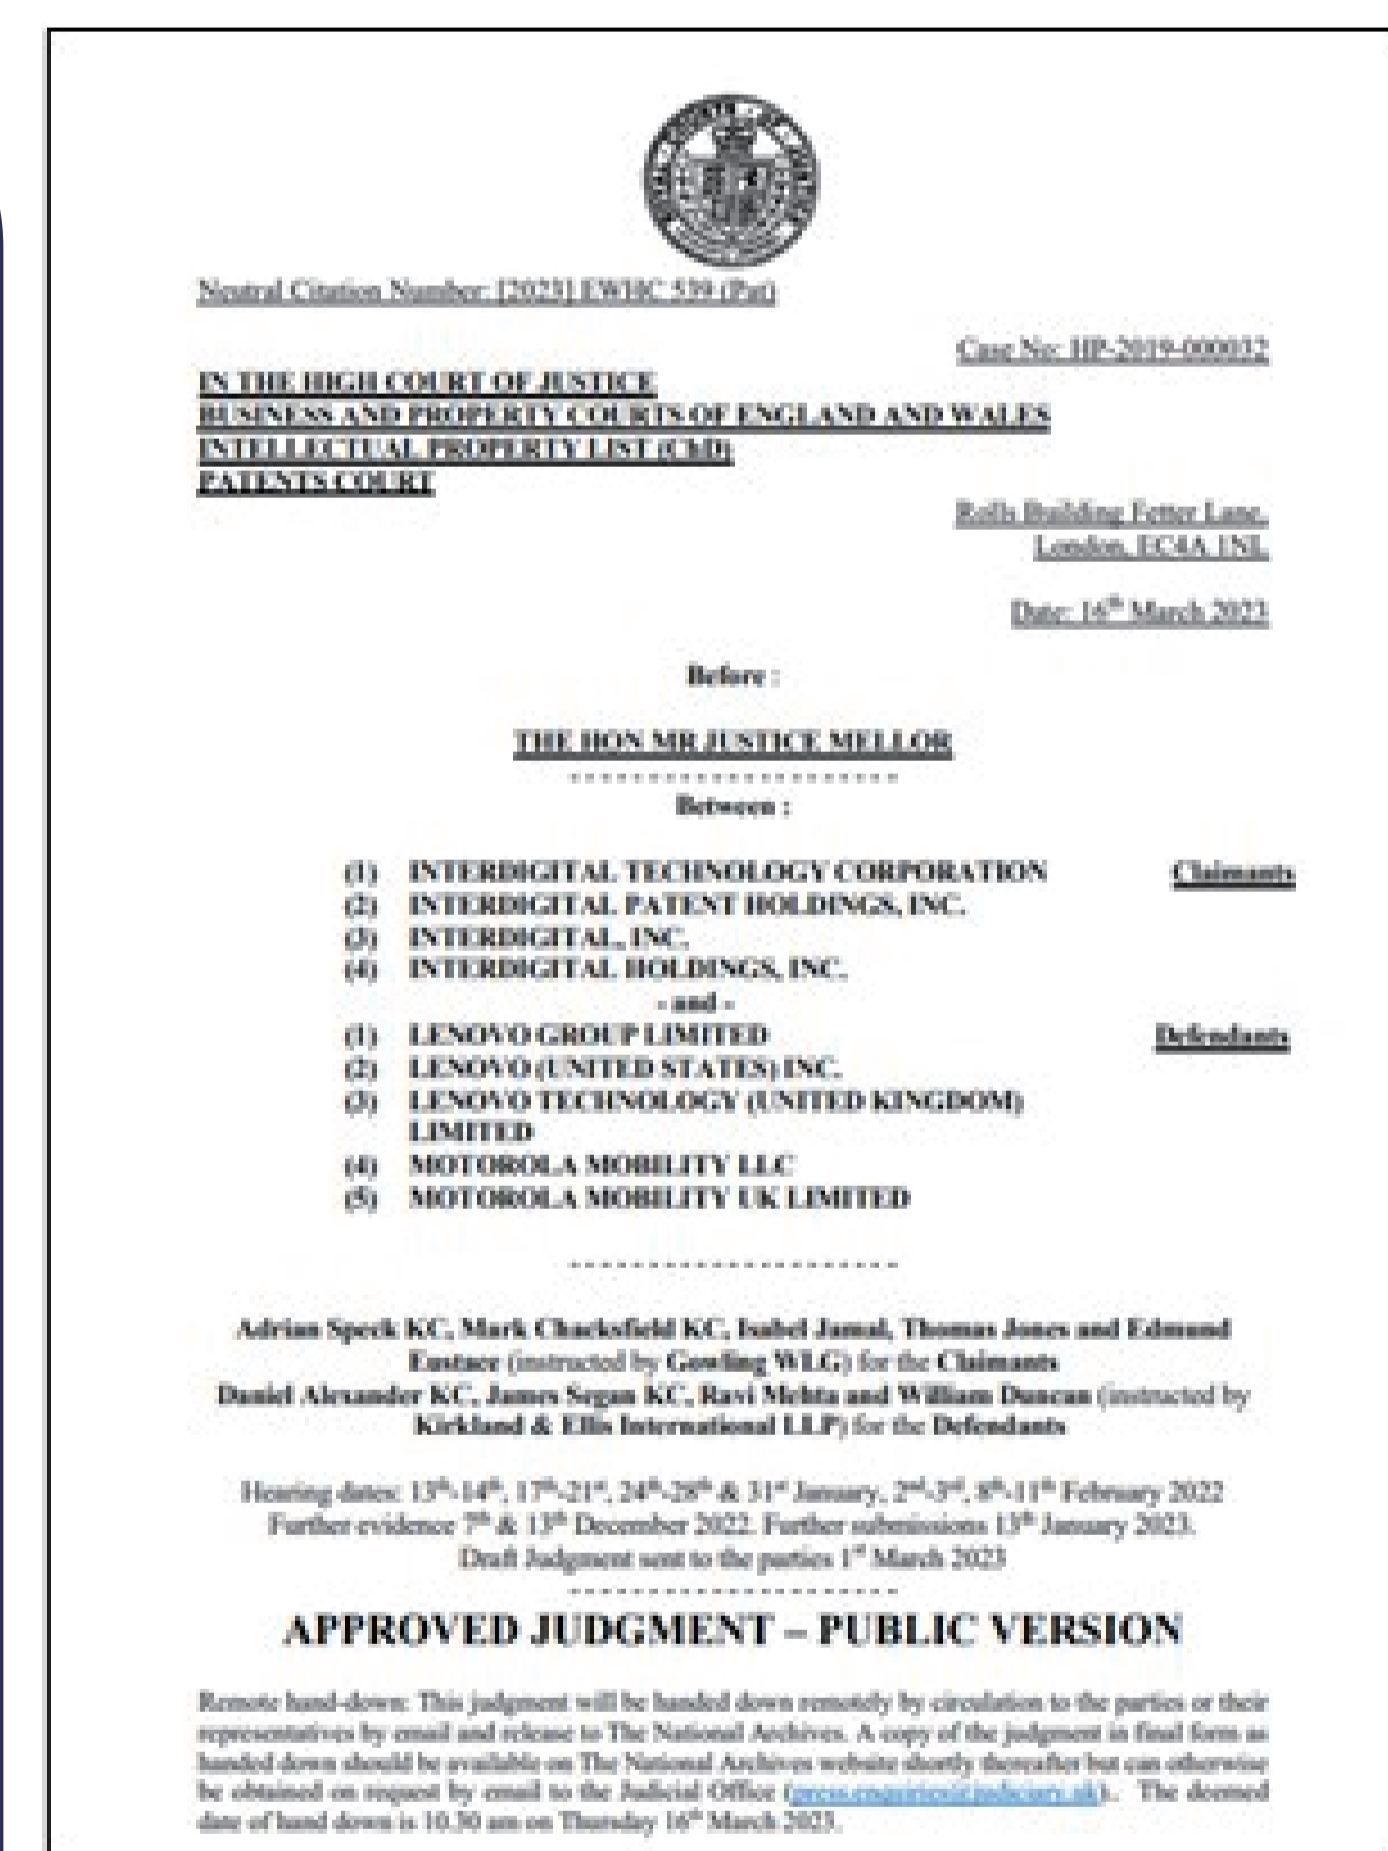 Neutral Citation Number: [2023] EWHC 539 (Pat)
Case No: HP-2019-000032
IN THE HIGH COURT OF JUSTICE
BUSINESS AND PROPERTY COURTS OF ENGLAND AND WALES
INTELLECTUAL PROPERTY LIST (ChD)
PATENTS COURT
Rolls Building Fetter Lane,
London, EC4A 1NL
Date: 16th March 2023
Before :
THE HON MR JUSTICE MELLOR
- - - - - - - - - - - - - - - - - - - - -
Between :
(1) INTERDIGITAL TECHNOLOGY CORPORATION Claimants
(2) INTERDIGITAL PATENT HOLDINGS, INC.
(3) INTERDIGITAL, INC.
(4) INTERDIGITAL HOLDINGS, INC.
- and -
(1) LENOVO GROUP LIMITED Defendants
(2) LENOVO (UNITED STATES) INC.
(3) LENOVO TECHNOLOGY (UNITED KINGDOM)
LIMITED
(4) MOTOROLA MOBILITY LLC
(5) MOTOROLA MOBILITY UK LIMITED
- - - - - - - - - - - - - - - - - - - - -
Adrian Speck KC, Mark Chacksfield KC, Isabel Jamal, Thomas Jones and Edmund
Eustace (instructed by Gowling WLG) for the Claimants
Daniel Alexander KC, James Segan KC, Ravi Mehta and William Duncan (instructed by
Kirkland & Ellis International LLP) for the Defendants
Hearing dates: 13th-14th, 17th-21st, 24th-28th & 31st January, 2nd-3rd, 8th-11th February 2022
Further evidence 7th & 13th December 2022. Further submissions 13th January 2023.
Draft Judgment sent to the parties 1st March 2023
- - - - - - - - - - - - - - - - - - - - -
APPROVED JUDGMENT – PUBLIC VERSION
Remote hand-down: This judgment will be handed down remotely by circulation to the parties or their
representatives by email and release to The National Archives. A copy of the judgment in final form as
handed down should be available on The National Archives website shortly thereafter but can otherwise
be obtained on request by email to the Judicial Office (press.enquiries@judiciary.uk).. The deemed
date of hand down is 10.30 am on Thursday 16th March 2023.